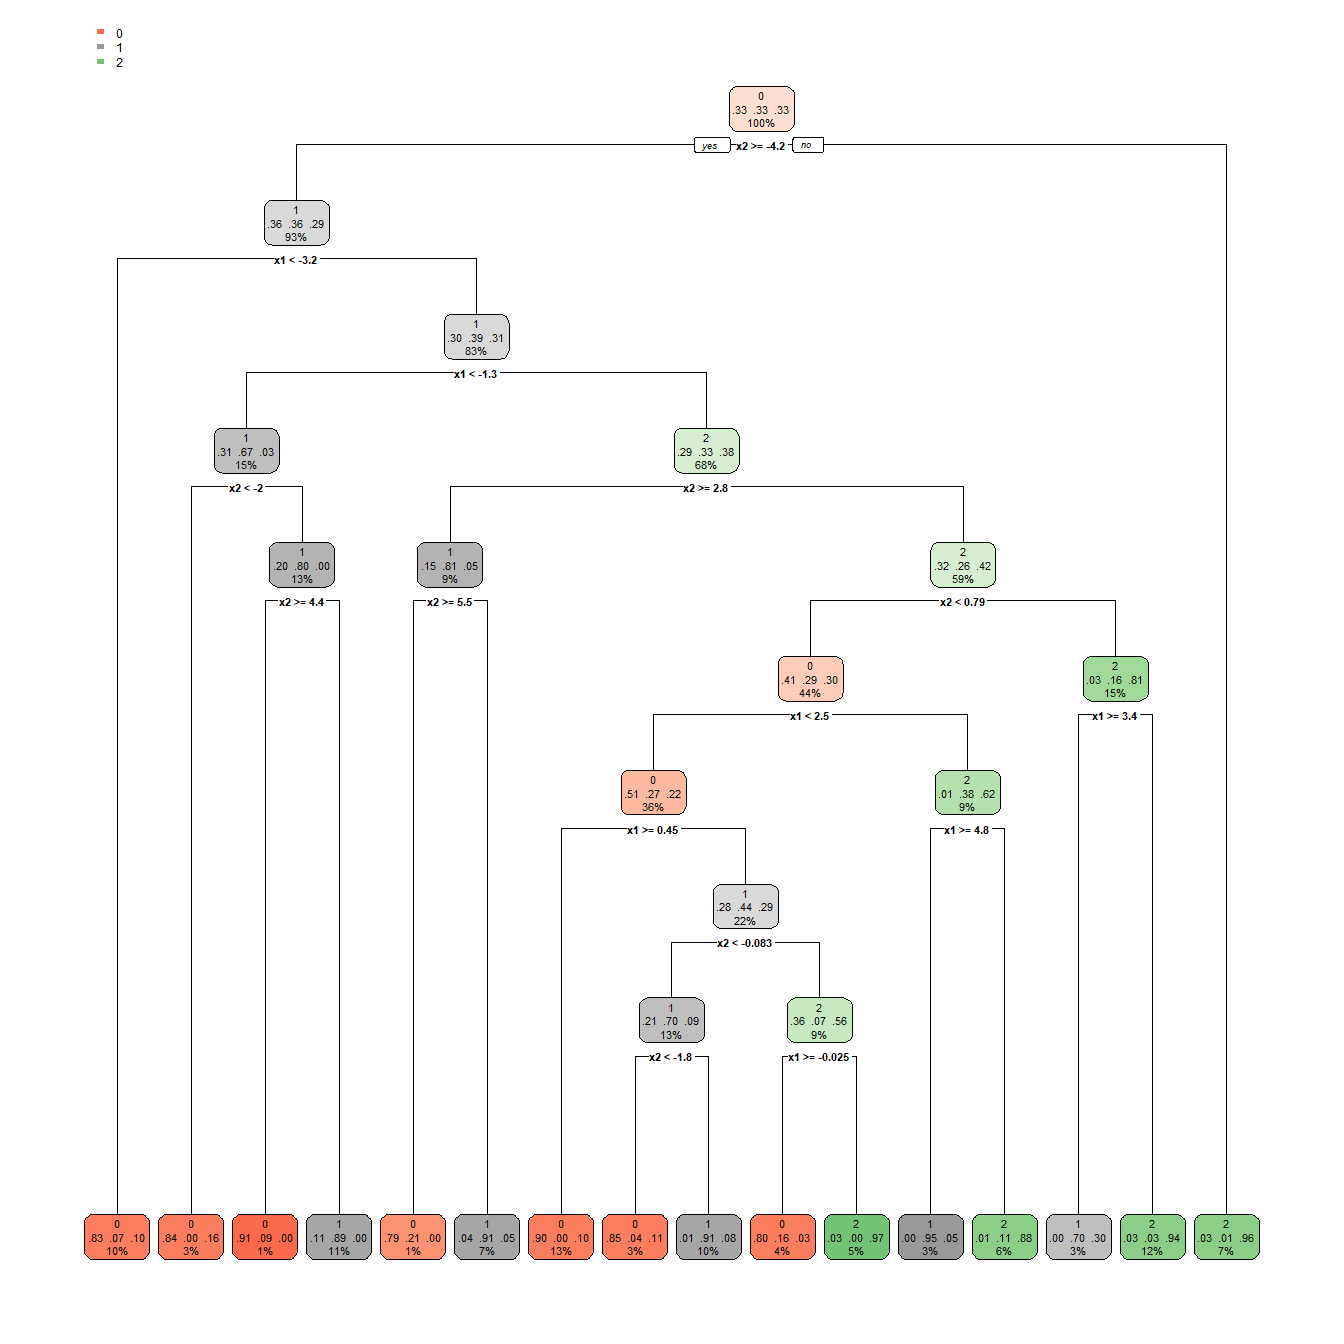 0
1
2
0
.33 .33 .33
100%
yes x2 >= -4.2 no
1
.36 .36 .29
93%
x1 < -3.2
1
.30 .39 .31
83%
x1 < -1.3
1
.31 .67 .03
15%
x2 < -2
2
.29 .33 .38
68%
x2 >= 2.8
1
.20 .80 .00
13%
x2 >= 4.4
1
.15 .81 .05
9%
x2 >= 5.5
2
.32 .26 .42
59%
x2 < 0.79
0
.41 .29 .30
44%
x1 < 2.5
2
.03 .16 .81
15%
x1 >= 3.4
0
.51 .27 .22
36%
x1 >= 0.45
2
.01 .38 .62
9%
x1 >= 4.8
1
.28 .44 .29
22%
x2 < -0.083
1
.21 .70 .09
13%
x2 < -1.8
2
.36 .07 .56
9%
x1 >= -0.025
0
.83 .07 .10
10%
0
.84 .00 .16
3%
0
.91 .09 .00
1%
1
.11 .89 .00
11%
0
.79 .21 .00
1%
1
.04 .91 .05
7%
0
.90 .00 .10
13%
0
.85 .04 .11
3%
1
.01 .91 .08
10%
0
.80 .16 .03
4%
2
.03 .00 .97
5%
1
.00 .95 .05
3%
2
.01 .11 .88
6%
1
.00 .70 .30
3%
2
.03 .03 .94
12%
2
.03 .01 .96
7%